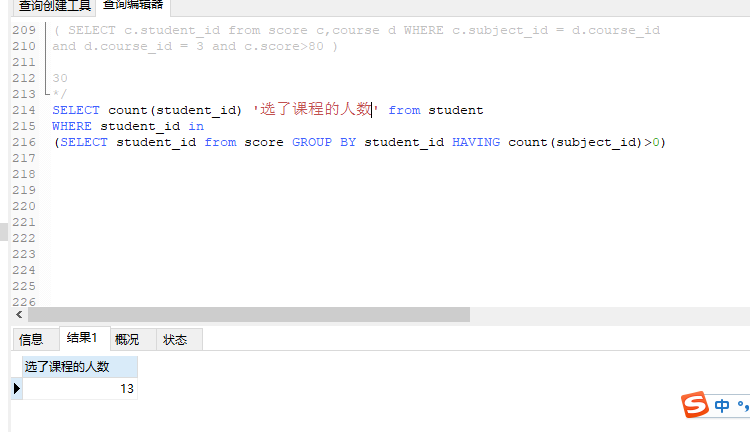 查询创建工具 查询编辑器
209 ( SELECT c.student_id from score c,course d WHERE c.subject_id = d.course_id
210 and d.course_id = 3 and c.score>80 )
211
212 30
213 */
214 SELECT count(student_id) '选了课程的人数' from student
215 WHERE student_id in
216 (SELECT student_id from score GROUP BY student_id HAVING count(subject_id)>0)
217
218
219
220
221
222
223
224
225
226
信息 结果1 概况 状态
选了课程的人数
13
S 中 °,